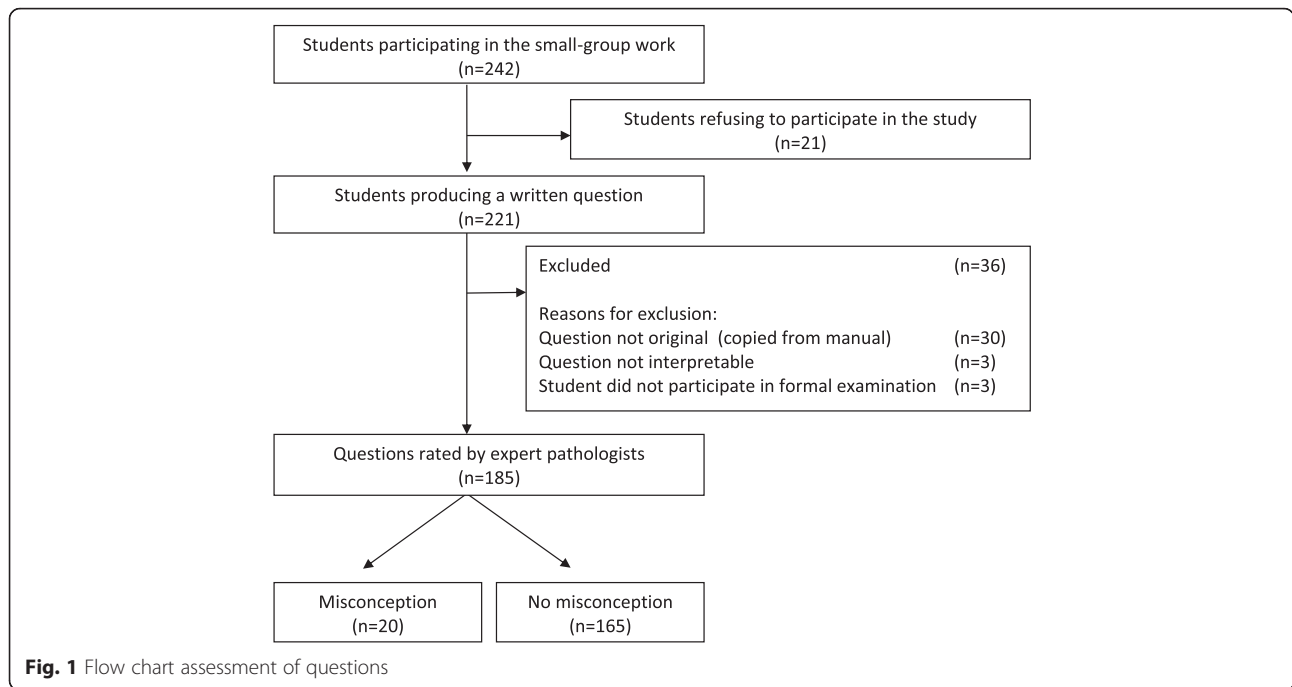 Students participating in the small-group work
(n=242)
Students refusing to participate in the study
(n=21)
Students producing a written question
(n=221)
Excluded (n=36)
Reasons for exclusion:
Question not original (copied from manual) (n=30)
Question not interpretable (n=3)
Student did not participate in formal examination (n=3)
Questions rated by expert pathologists
(n=185)
Misconception
(n=20)
No misconception
(n=165)
Fig. 1 Flow chart assessment of questions